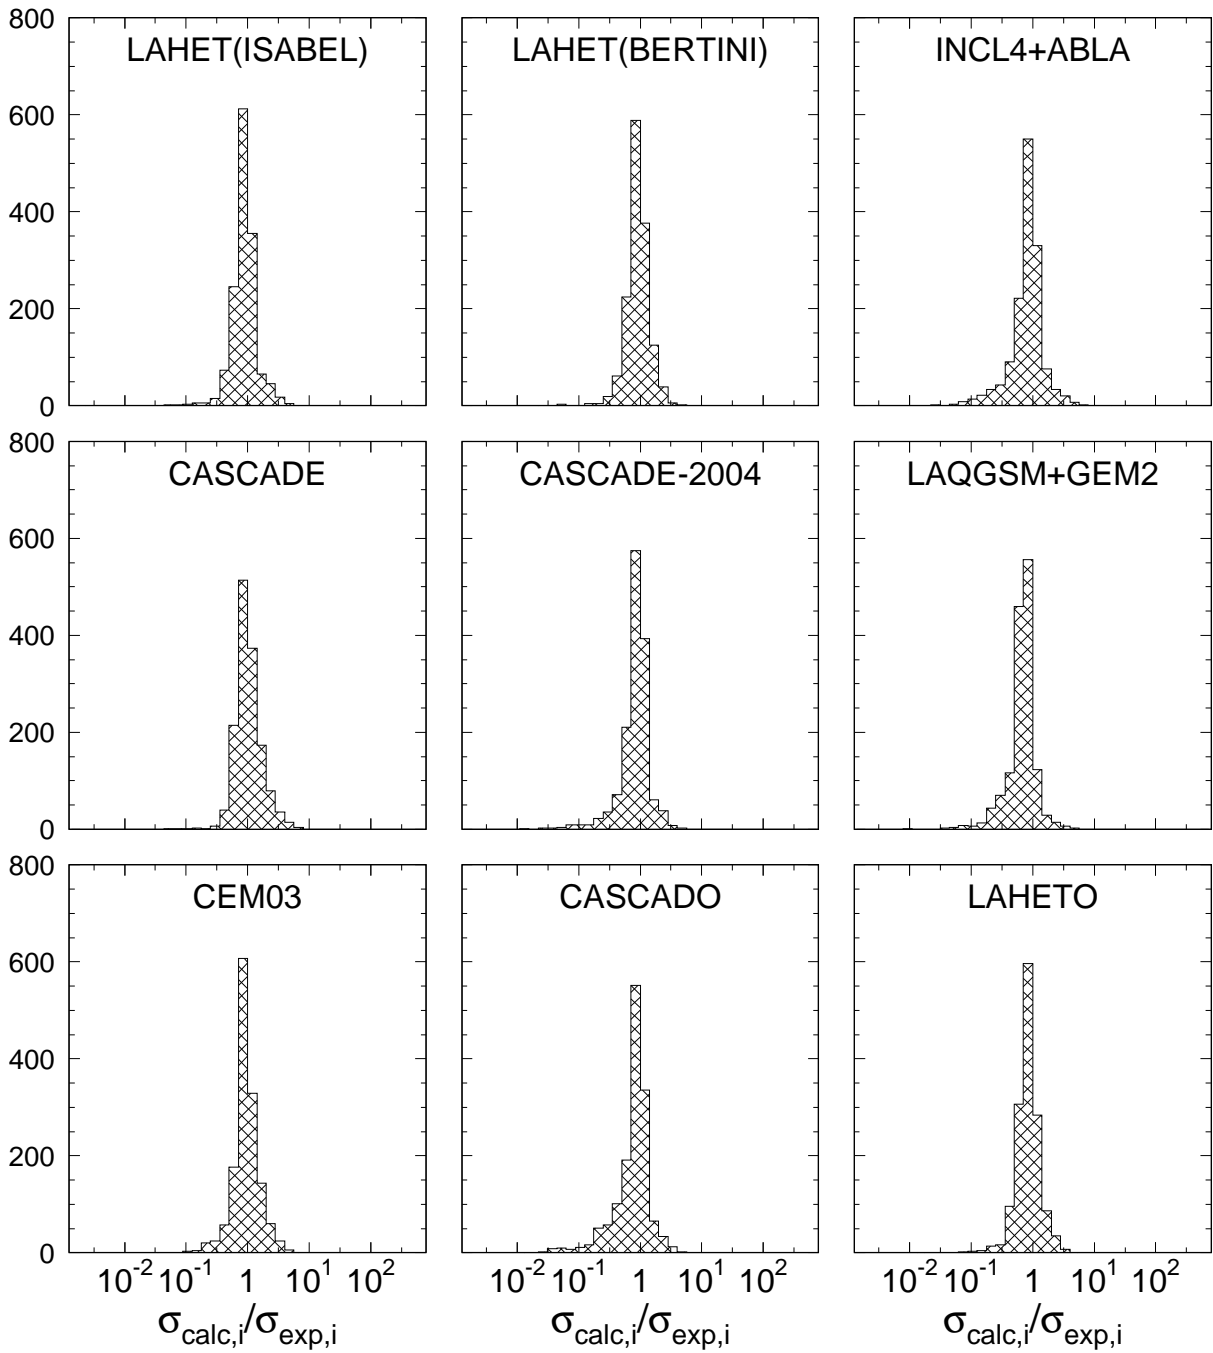 800
600
400
200
0
LAHET(ISABEL)
LAHET(BERTINI)
INCL4+ABLA
800
600
400
200
0
CASCADE
CASCADE-2004
LAQGSM+GEM2
800
600
400
200
0
CEM03
CASCADO
LAHETO
10⁻² 10⁻¹ 1 10¹ 10²
10⁻² 10⁻¹ 1 10¹ 10²
10⁻² 10⁻¹ 1 10¹ 10²
σcalc,i/σexp,i
σcalc,i/σexp,i
σcalc,i/σexp,i